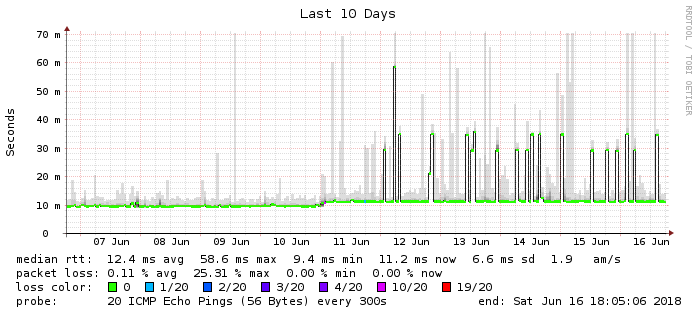 Last 10 Days
RRDTOOL / TOBI OETIKER
Seconds
70 m
60 m
50 m
40 m
30 m
20 m
10 m
0
07 Jun 08 Jun 09 Jun 10 Jun 11 Jun 12 Jun 13 Jun 14 Jun 15 Jun 16 Jun
median rtt: 12.4 ms avg 58.6 ms max 9.4 ms min 11.2 ms now 6.6 ms sd 1.9 am/s
packet loss: 0.11 % avg 25.31 % max 0.00 % min 0.00 % now
loss color: 0 1/20 2/20 3/20 4/20 10/20 19/20
probe: 20 ICMP Echo Pings (56 Bytes) every 300s end: Sat Jun 16 18:05:06 2018